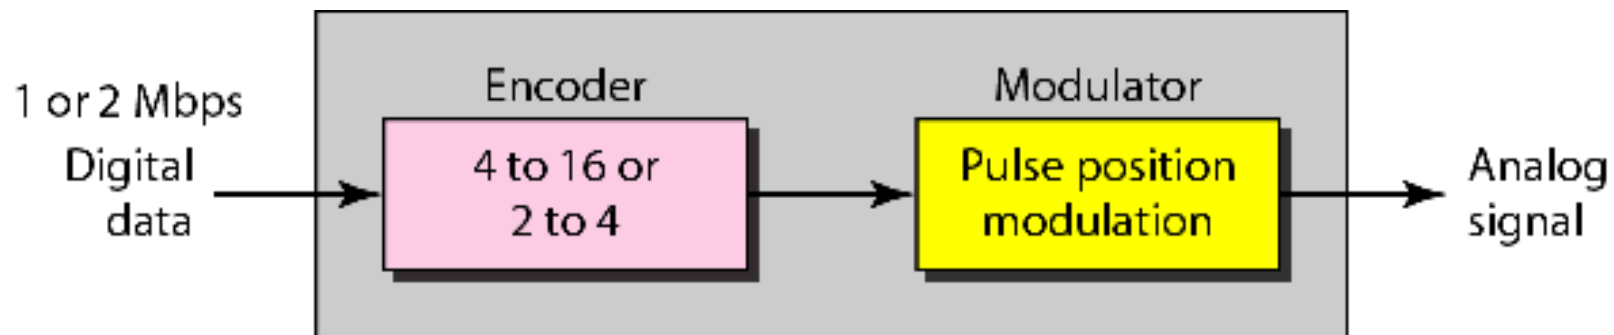 1 or 2 Mbps
Digital
data
Encoder
4 to 16 or
2 to 4
Modulator
Pulse position
modulation
Analog
signal